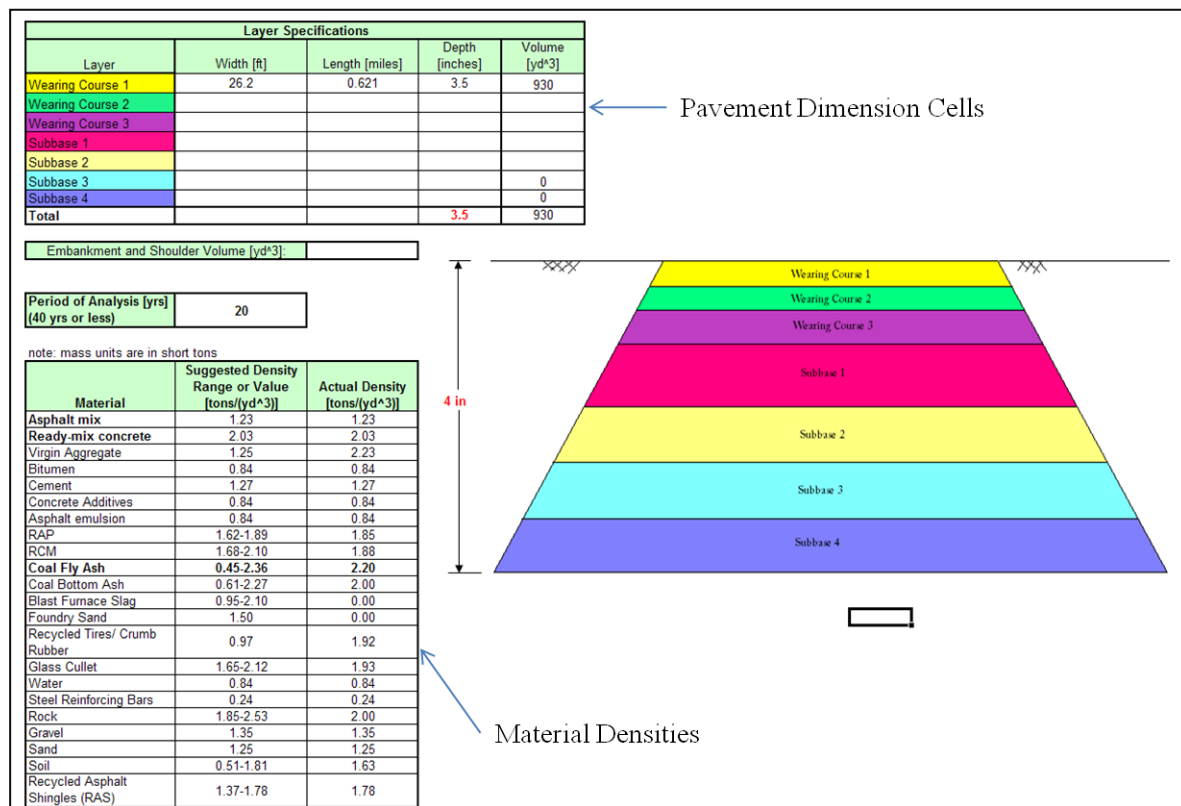 Layer Specifications
Layer Width [ft] Length [miles] Depth [inches] Volume [yd^3]
Wearing Course 1 26.2 0.621 3.5 930
Wearing Course 2
Wearing Course 3
Subbase 1
Subbase 2
Subbase 3 0
Subbase 4 0
Total 3.5 930
Pavement Dimension Cells
Embankment and Shoulder Volume [yd^3]:
Period of Analysis [yrs]
(40 yrs or less)
20
note: mass units are in short tons
Material Suggested Density Range or Value [tons/(yd^3)] Actual Density [tons/(yd^3)]
Asphalt mix 1.23 1.23
Ready-mix concrete 2.03 2.03
Virgin Aggregate 1.25 2.23
Bitumen 0.84 0.84
Cement 1.27 1.27
Concrete Additives 0.84 0.84
Asphalt emulsion 0.84 0.84
RAP 1.62-1.89 1.85
RCM 1.68-2.10 1.88
Coal Fly Ash 0.45-2.36 2.20
Coal Bottom Ash 0.61-2.27 2.00
Blast Furnace Slag 0.95-2.10 0.00
Foundry Sand 1.50 0.00
Recycled Tires/ Crumb Rubber 0.97 1.92
Glass Cullet 1.65-2.12 1.93
Water 0.84 0.84
Steel Reinforcing Bars 0.24 0.24
Rock 1.85-2.53 2.00
Gravel 1.35 1.35
Sand 1.25 1.25
Soil 0.51-1.81 1.63
Recycled Asphalt Shingles (RAS) 1.37-1.78 1.78
4 in
Wearing Course 1
Wearing Course 2
Wearing Course 3
Subbase 1
Subbase 2
Subbase 3
Subbase 4
Material Densities